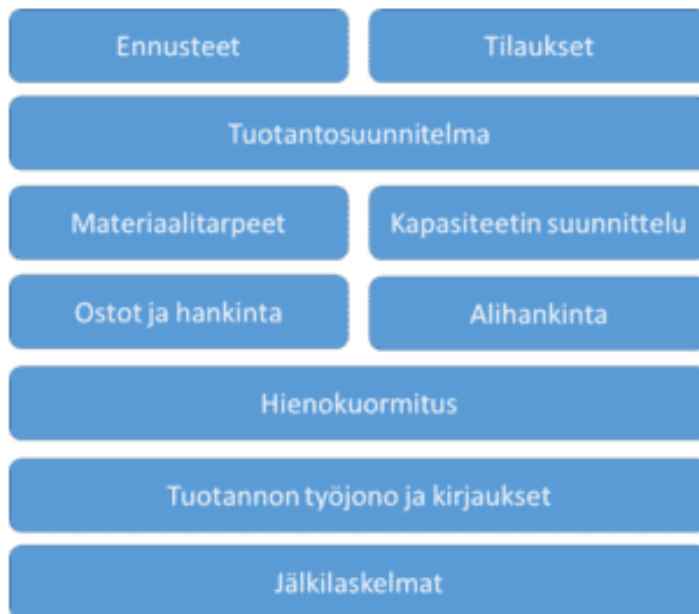 Ennusteet
Tilaukset
Tuotantosuunnitelma
Materiaalitarpeet
Kapasiteetin suunnittelu
Ostot ja hankinta
Alihankinta
Hienokuormitus
Tuotannon työjono ja kirjaukset
Jälkilaskelmat